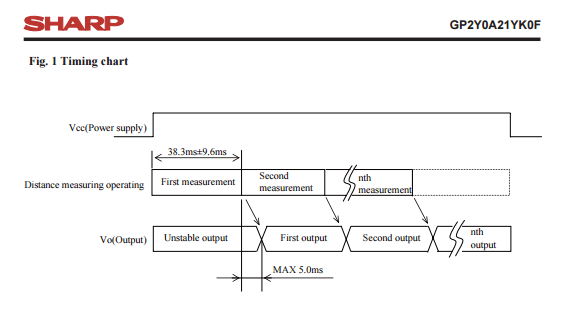 SHARP
GP2Y0A21YK0F
Fig. 1 Timing chart
Vcc(Power supply)
38.3ms±9.6ms
Distance measuring operating
First measurement
Second
measurement
nth
measurement
Vo(Output)
Unstable output
First output
Second output
nth
output
MAX 5.0ms